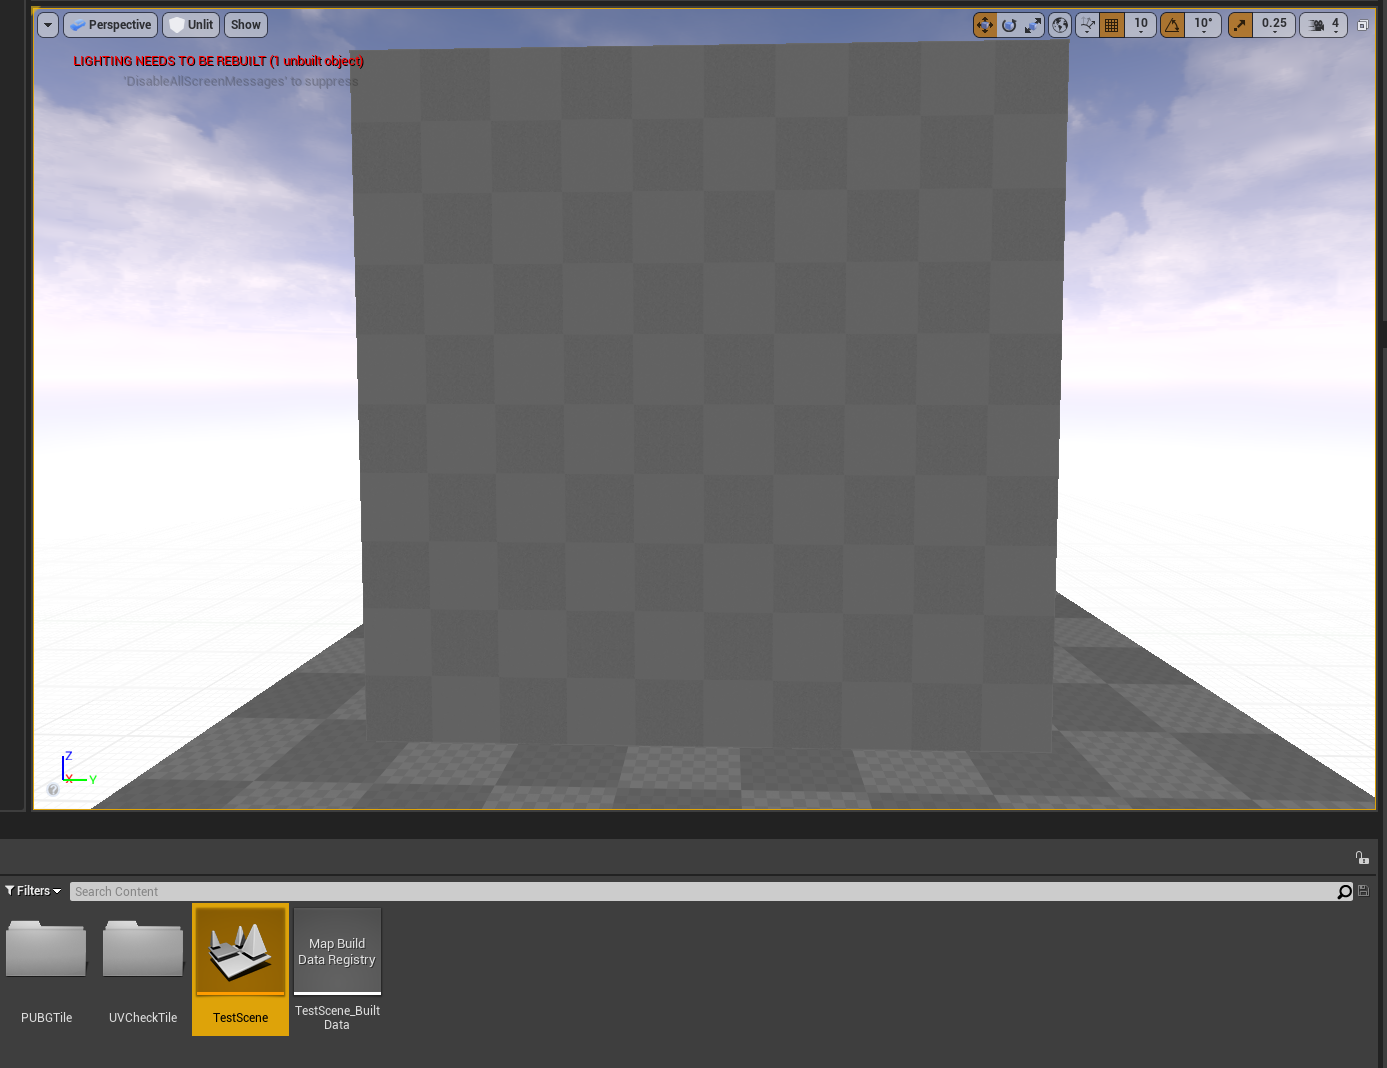 Perspective
Unlit
Show
10
10°
0.25
4
LIGHTING NEEDS TO BE REBUILT (1 unbuilt object)
'DisableAllScreenMessages' to suppress
Z
X
Y
?
Filters
Search Content
Map Build
Data Registry
PUBGTile
UVCheckTile
TestScene
TestScene_Built
Data